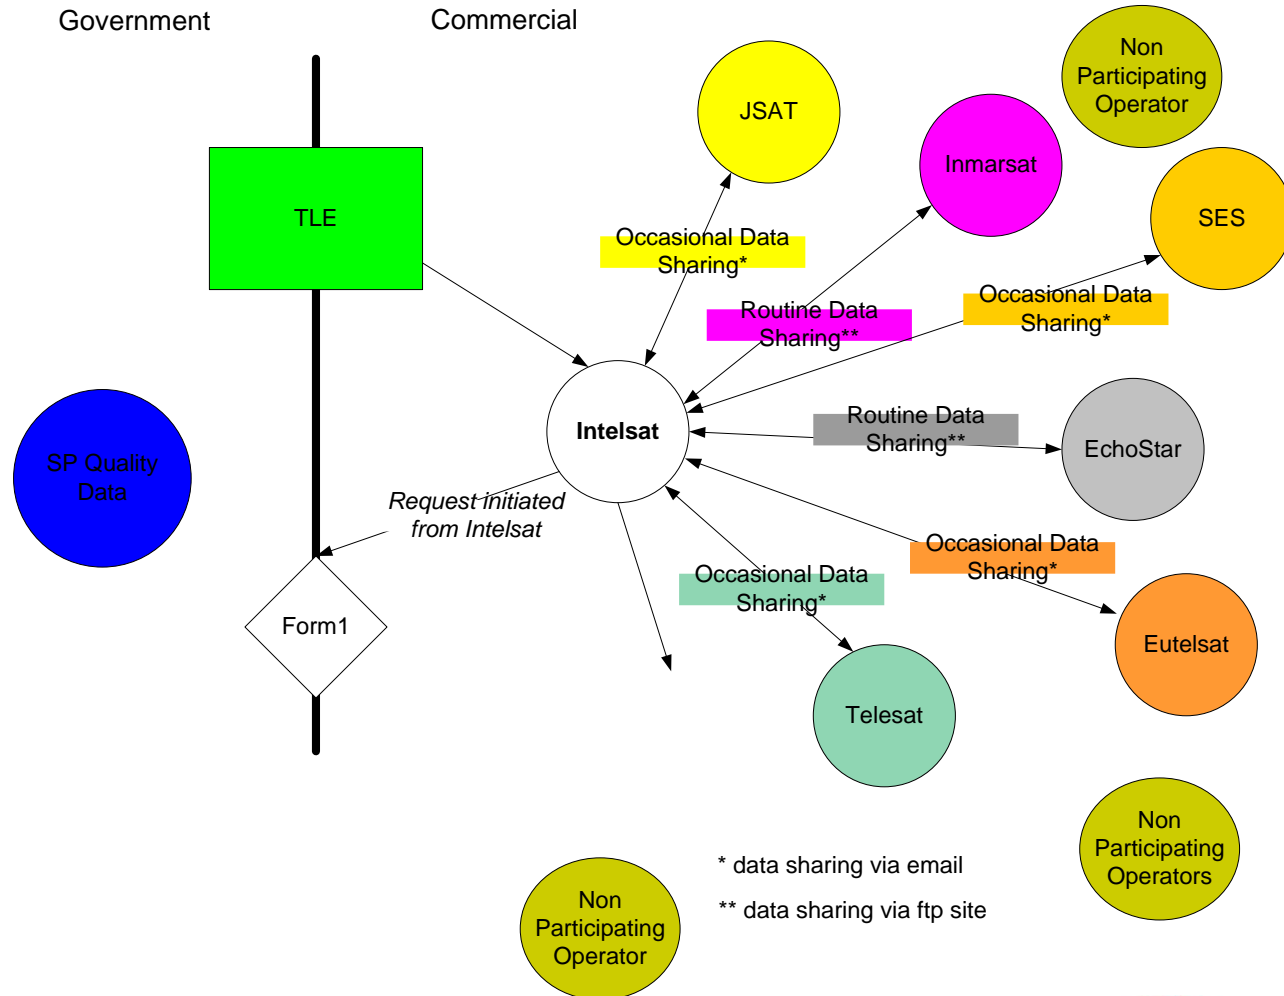 Government
Commercial
Non
Participating
Operator
JSAT
Inmarsat
SES
TLE
Occasional Data
Sharing*
Routine Data
Sharing**
Occasional Data
Sharing*
Intelsat
Routine Data
Sharing**
EchoStar
SP Quality
Data
Request initiated
from Intelsat
Occasional Data
Sharing*
Occasional Data
Sharing*
Form1
Eutelsat
Telesat
Non
Participating
Operators
* data sharing via email
** data sharing via ftp site
Non
Participating
Operator